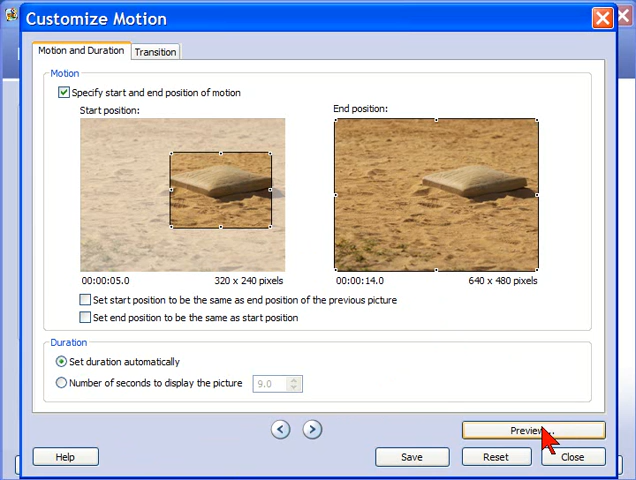 Customize Motion
Motion and Duration
Transition
Motion
Specify start and end position of motion
Start position:
End position:
00:00:05.0
320 x 240 pixels
00:00:14.0
640 x 480 pixels
Set start position to be the same as end position of the previous picture
Set end position to be the same as start position
Duration
Set duration automatically
Number of seconds to display the picture
9.0
Preview...
Help
Save
Reset
Close